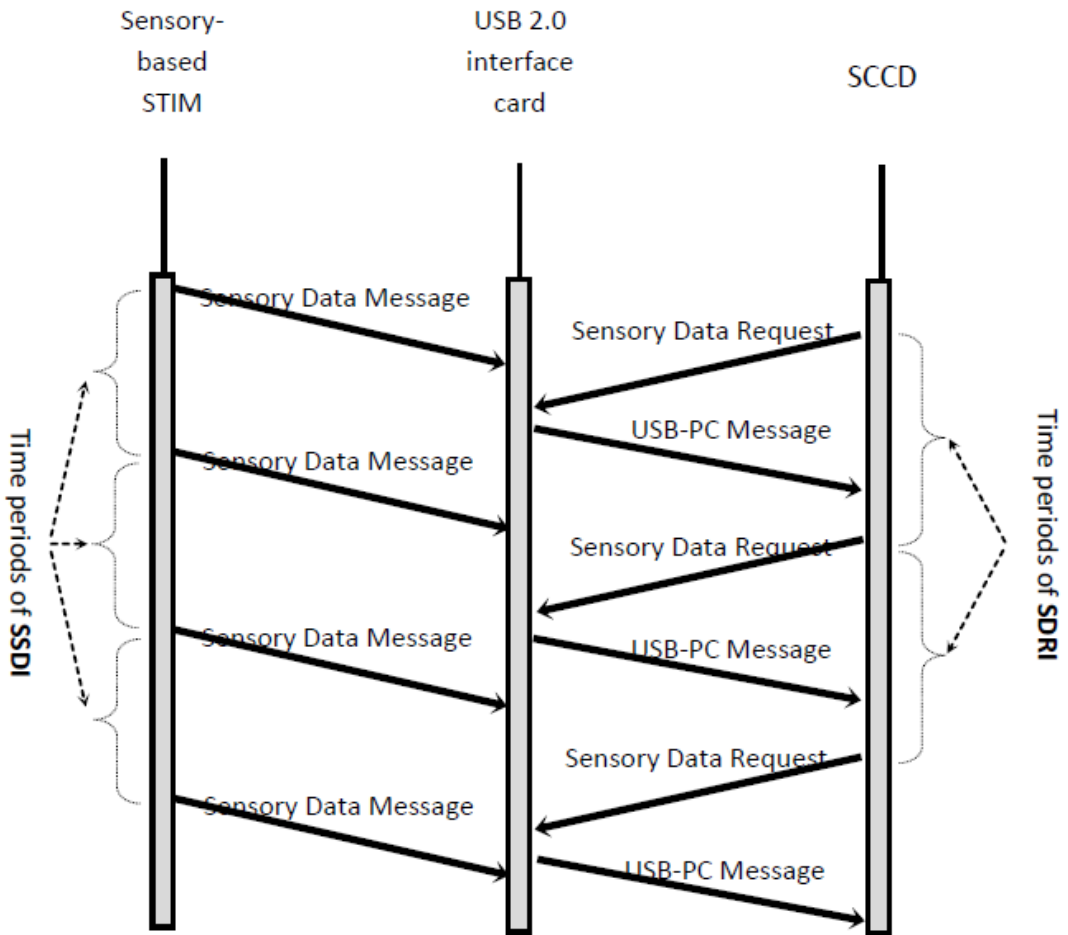 Sensory-
based
STIM
USB 2.0
interface
card
SCCD
Sensory Data Message
Sensory Data Request
USB-PC Message
Sensory Data Message
Sensory Data Request
Sensory Data Message
USB-PC Message
Sensory Data Request
Sensory Data Message
USB-PC Message
Time periods of SSDI
Time periods of SDRI